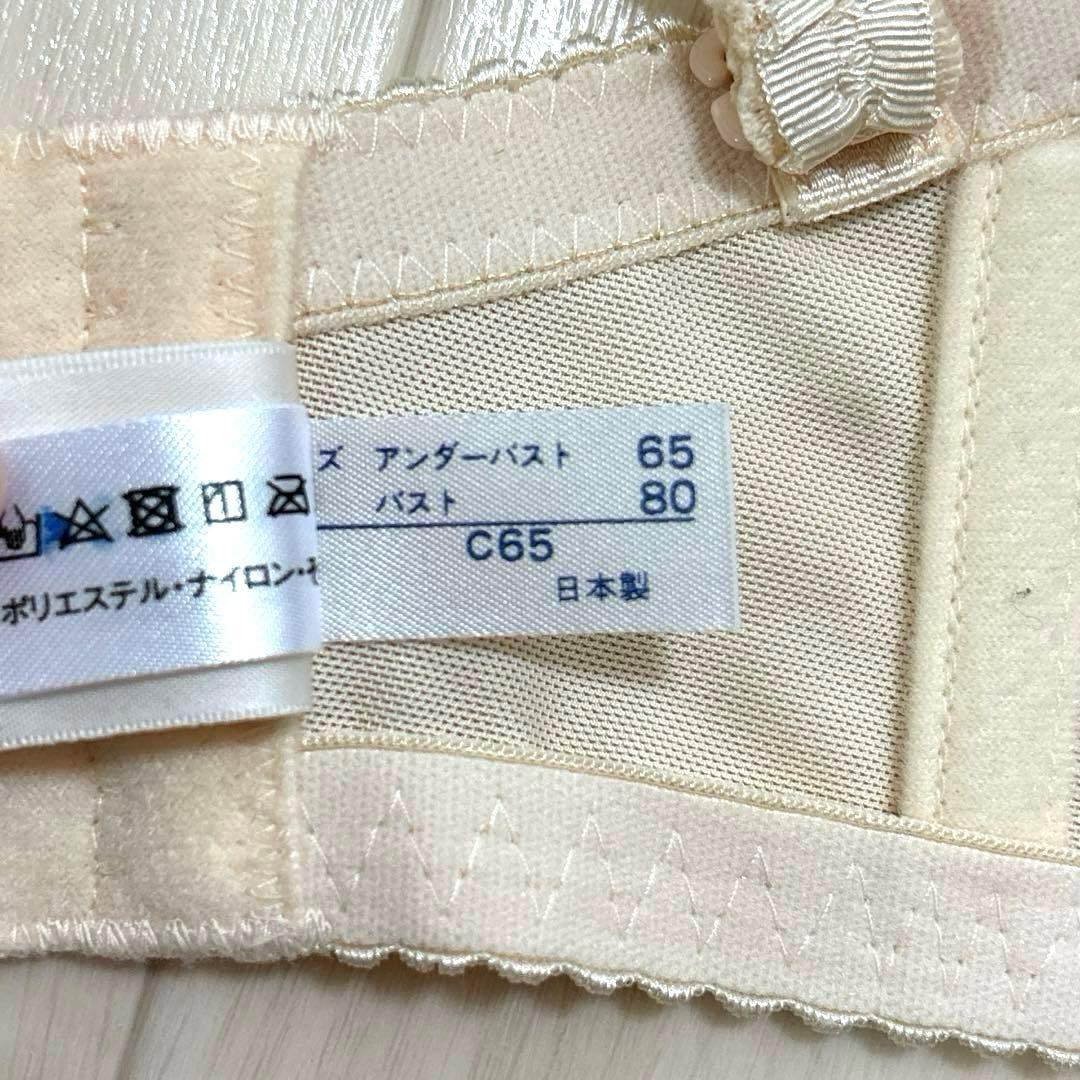 ズ アンダーバスト 65
バスト 80
C65
日本製
ポリエステル・ナイロン・そ